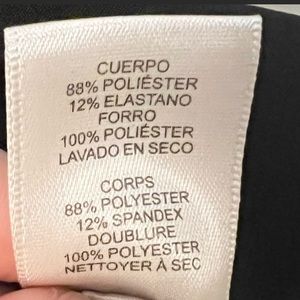 CUERPO
88% POLIÉSTER
12% ELASTANO
FORRO
100% POLIÉSTER
LAVADO EN SECO
CORPS
88% POLYESTER
12% SPANDEX
DOUBLURE
100% POLYESTER
NETTOYER À SEC